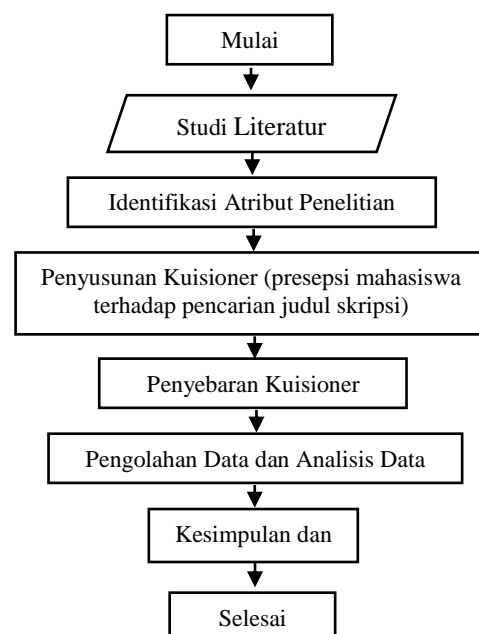 Mulai
Studi Literatur
Identifikasi Atribut Penelitian
Penyusunan Kuisioner (presepsi mahasiswa
terhadap pencarian judul skripsi)
Penyebaran Kuisioner
Pengolahan Data dan Analisis Data
Kesimpulan dan
Selesai